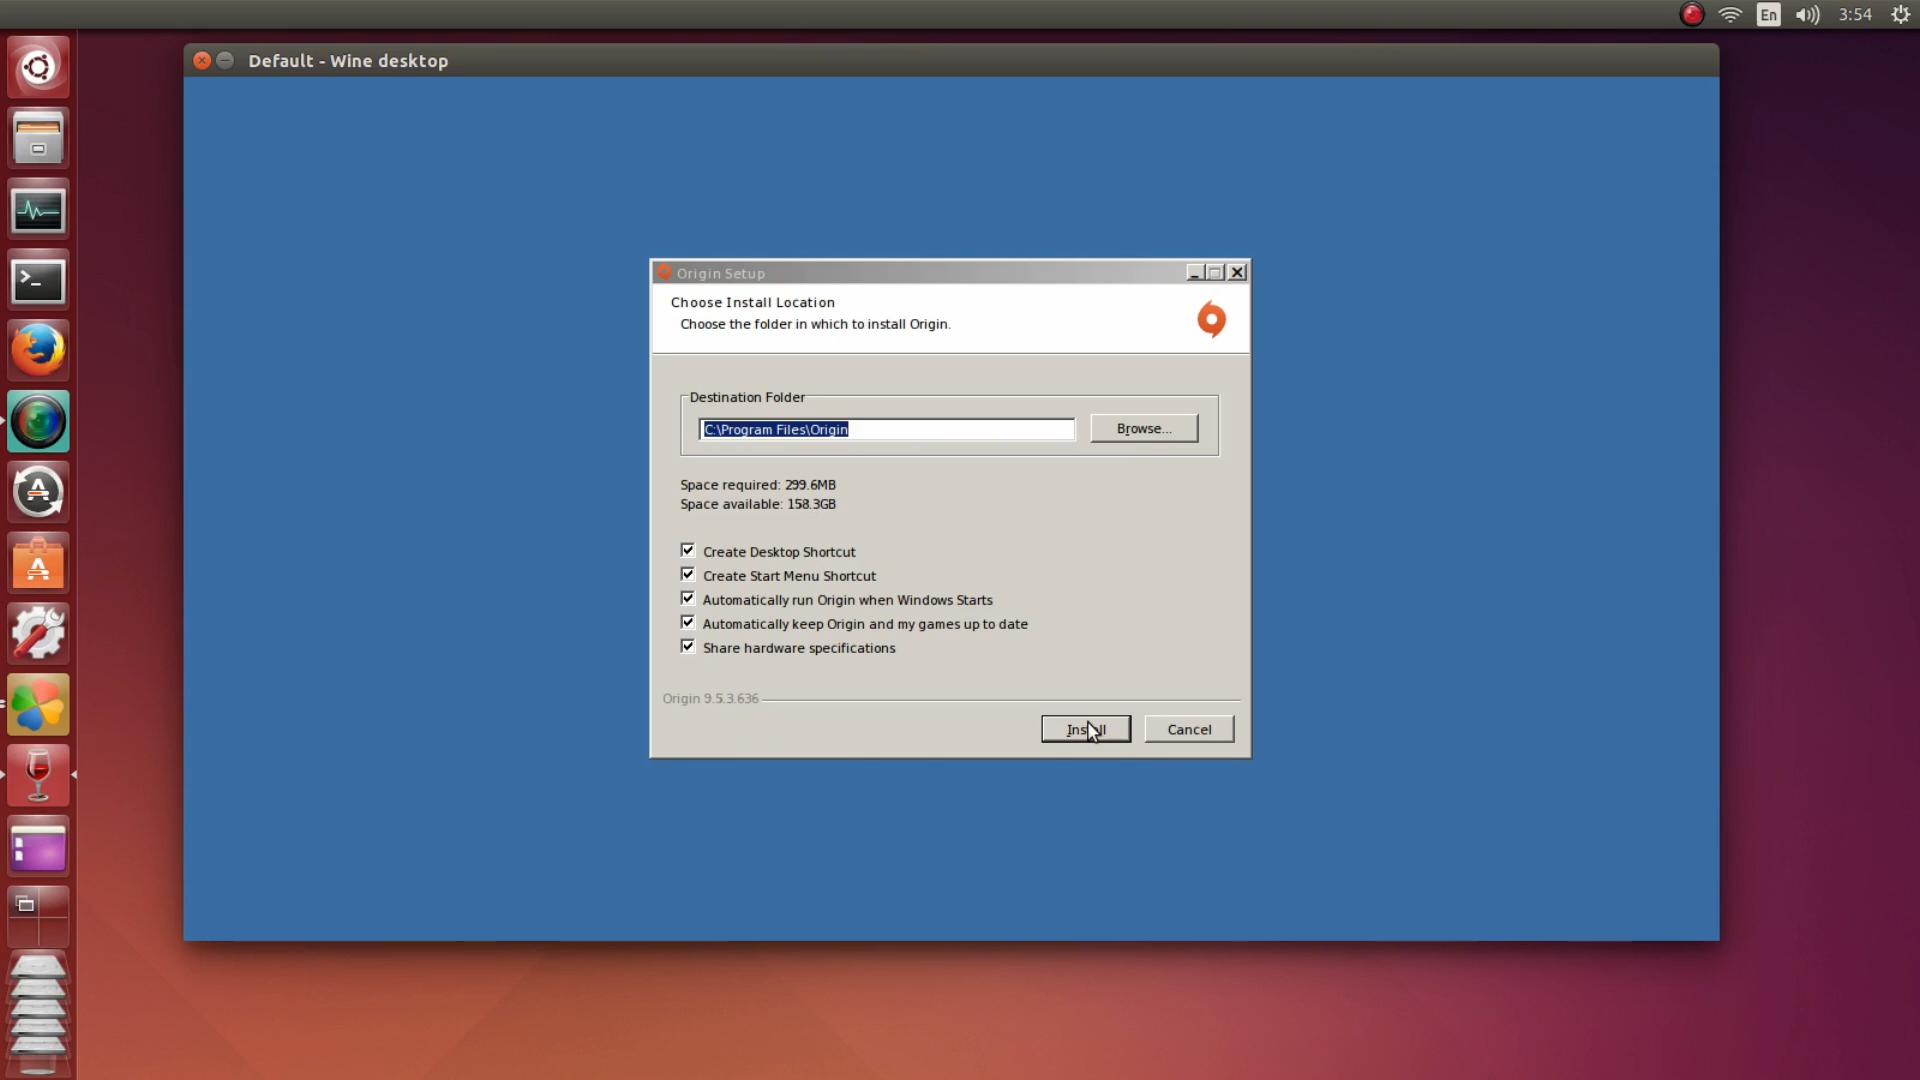 En 3:54
Default - Wine desktop
Origin Setup
Choose Install Location
Choose the folder in which to install Origin.
Destination Folder
C:\Program Files\Origin
Browse...
Space required: 299.6MB
Space available: 158.3GB
Create Desktop Shortcut
Create Start Menu Shortcut
Automatically run Origin when Windows Starts
Automatically keep Origin and my games up to date
Share hardware specifications
Origin 9.5.3.636
Install Cancel